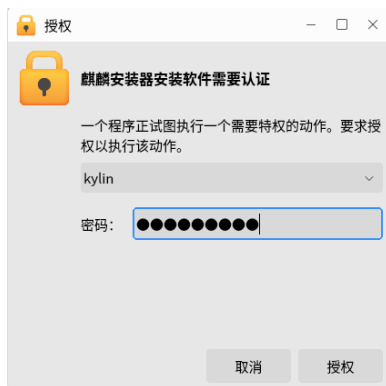 授权
麒麟安装器安装软件需要认证
一个程序正试图执行一个需要特权的动作。要求授
权以执行该动作。
kylin
密码：●●●●●●●●●
取消 授权